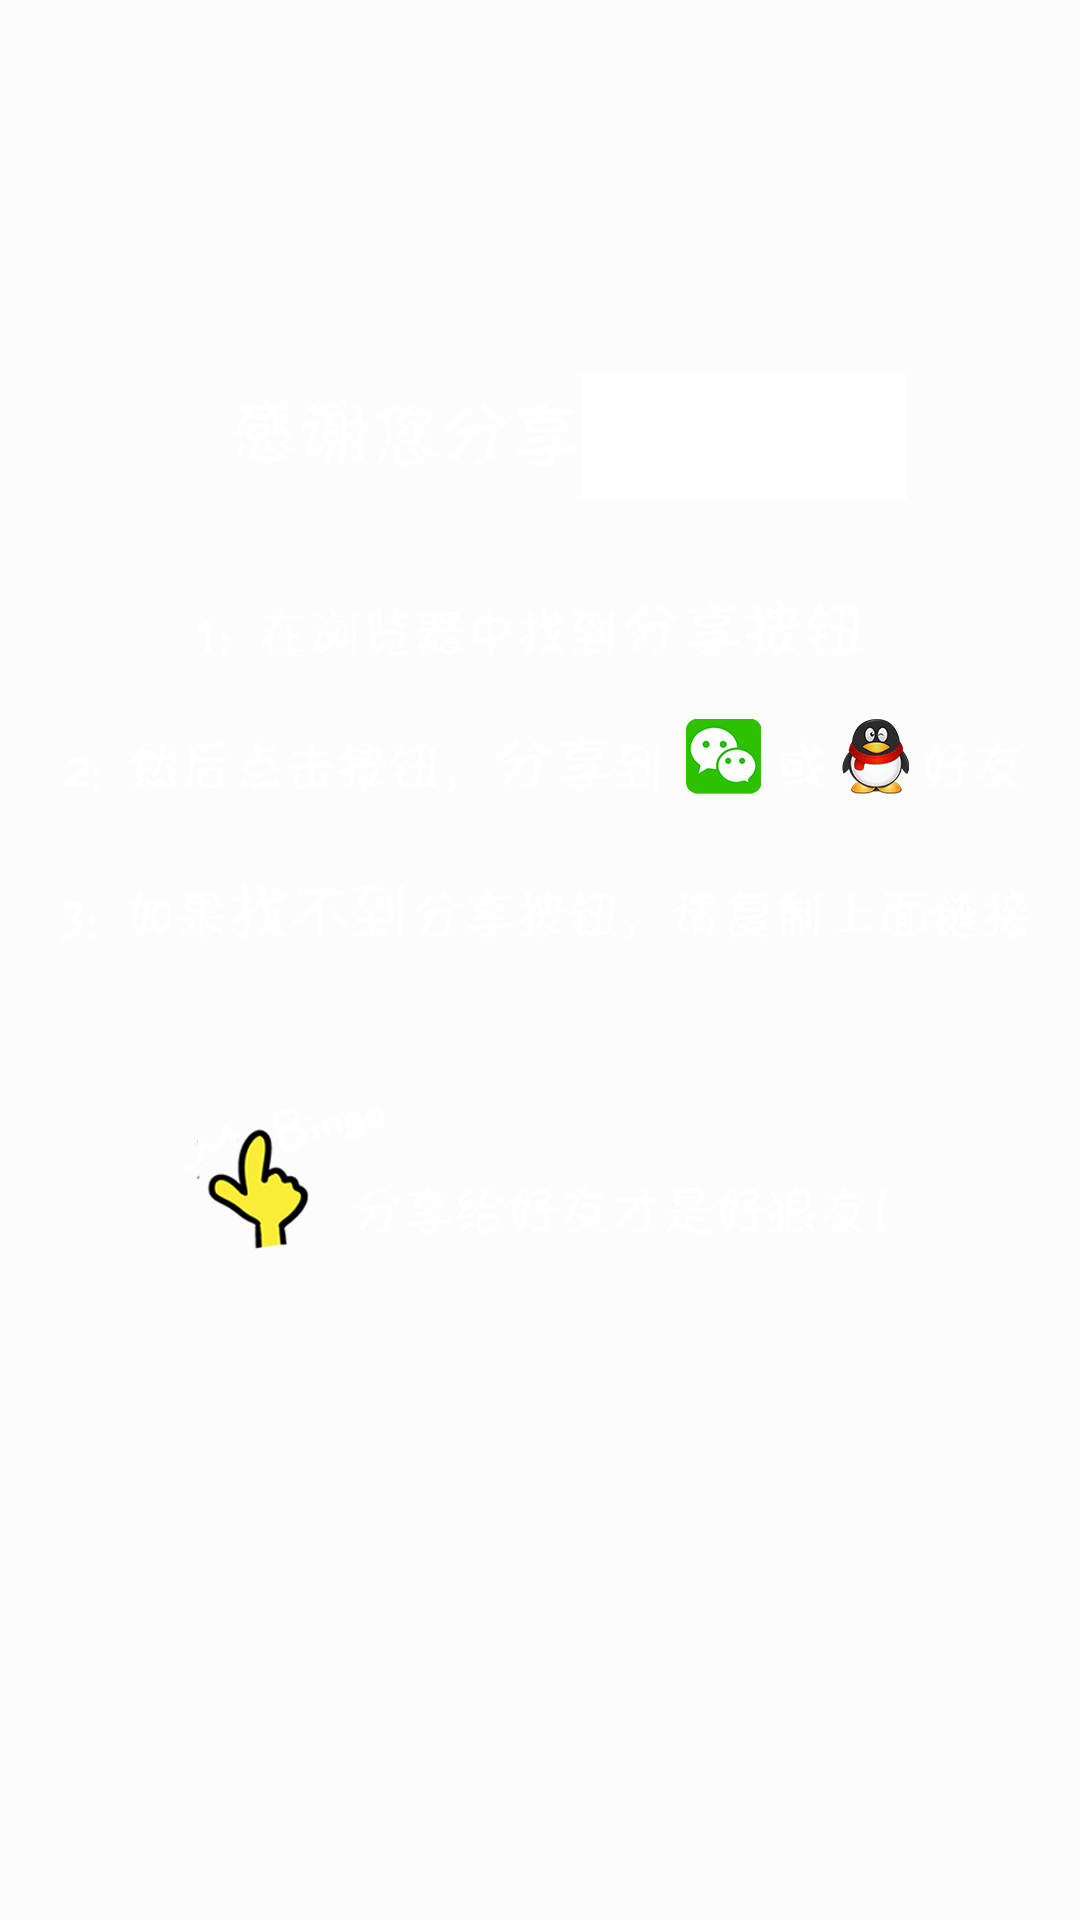 感谢您分享
1: 在浏览器中找到分享按钮
2: 然后点击按钮，分享到 或 好友
3: 如果找不到分享按钮，请复制上面链接
Bingo
分享给好友才是好狼友!